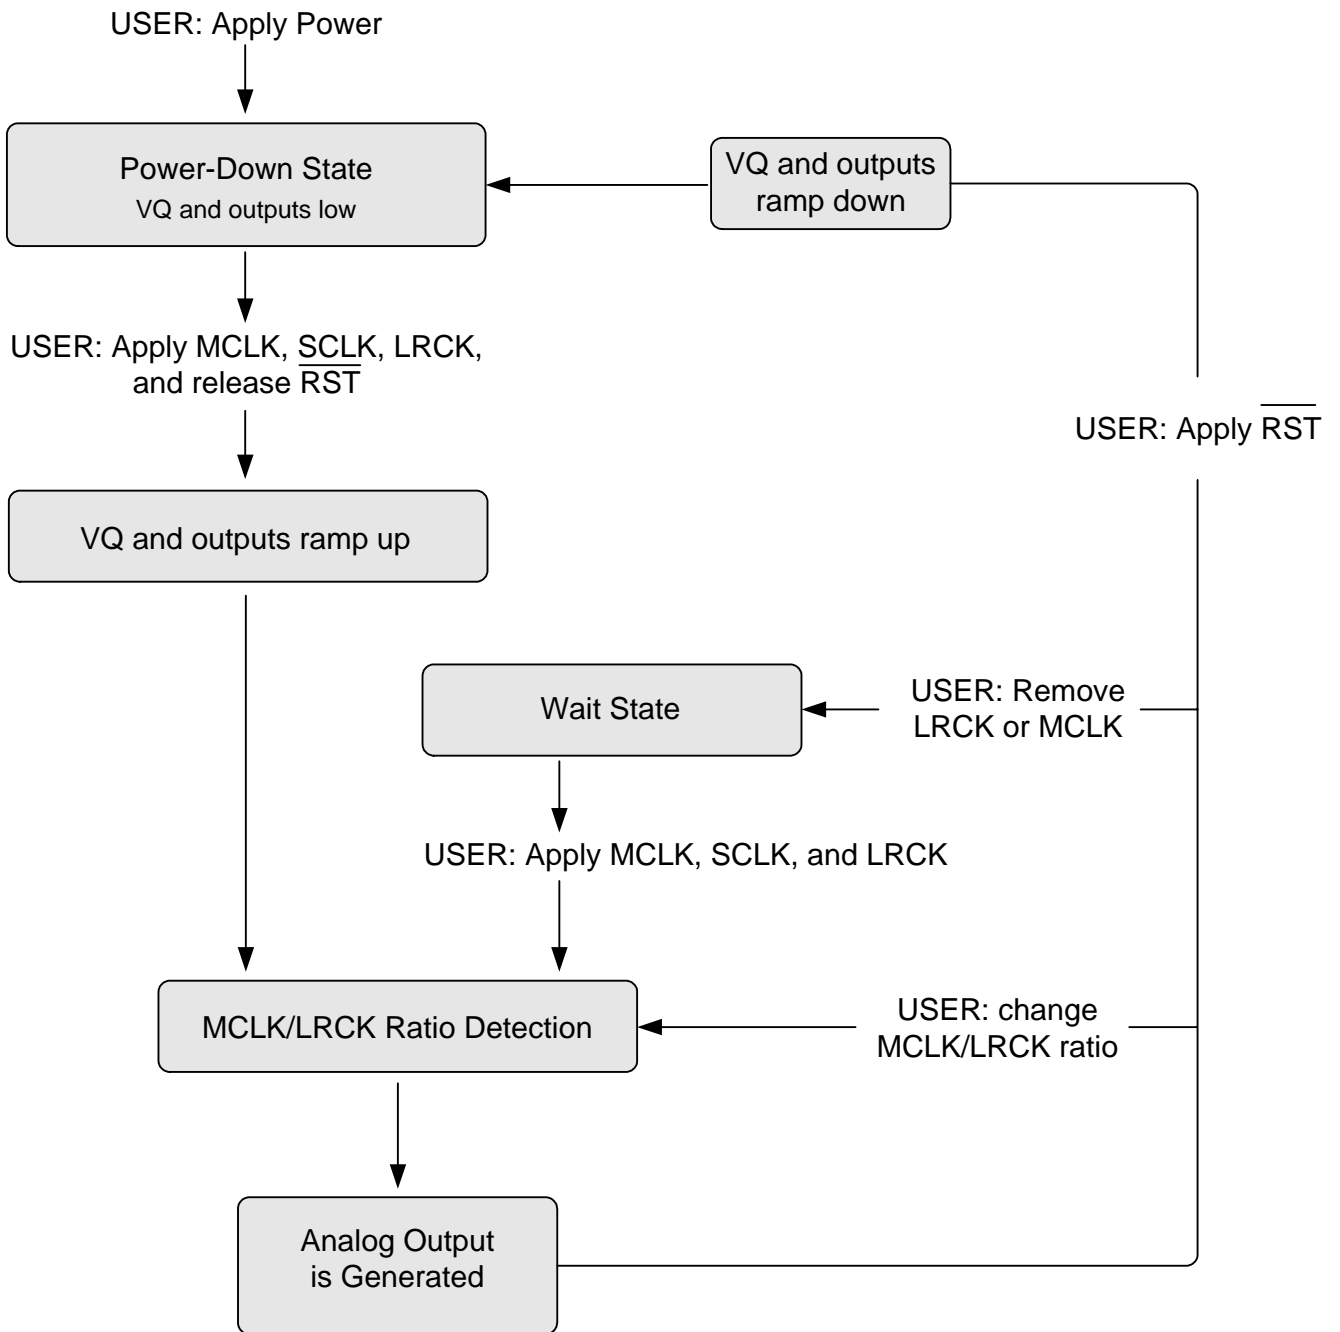 USER: Apply Power
Power-Down State
VQ and outputs low
VQ and outputs
ramp down
USER: Apply MCLK, SCLK, LRCK,
and release R̅S̅T̅
USER: Apply R̅S̅T̅
VQ and outputs ramp up
Wait State
USER: Remove
LRCK or MCLK
USER: Apply MCLK, SCLK, and LRCK
MCLK/LRCK Ratio Detection
USER: change
MCLK/LRCK ratio
Analog Output
is Generated